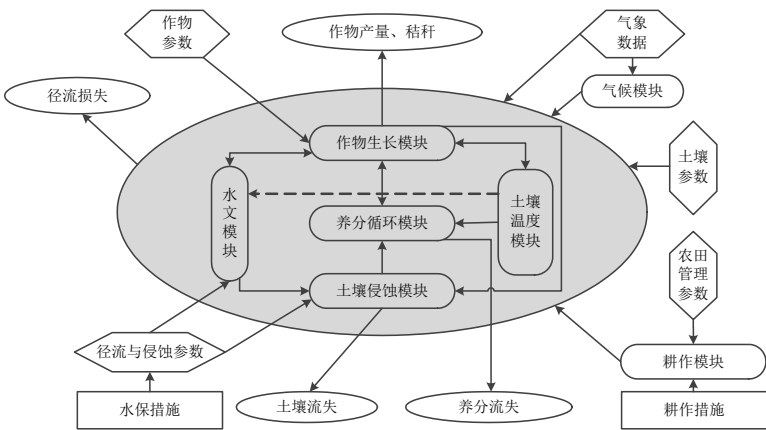 作物
参数
作物产量、秸秆
气象
数据
径流损失
气候模块
作物生长模块
土壤
参数
水
文
模
块
土壤
温度
模块
养分循环模块
农田
管理
参数
土壤侵蚀模块
径流与侵蚀参数
耕作模块
水保措施
土壤流失
养分流失
耕作措施